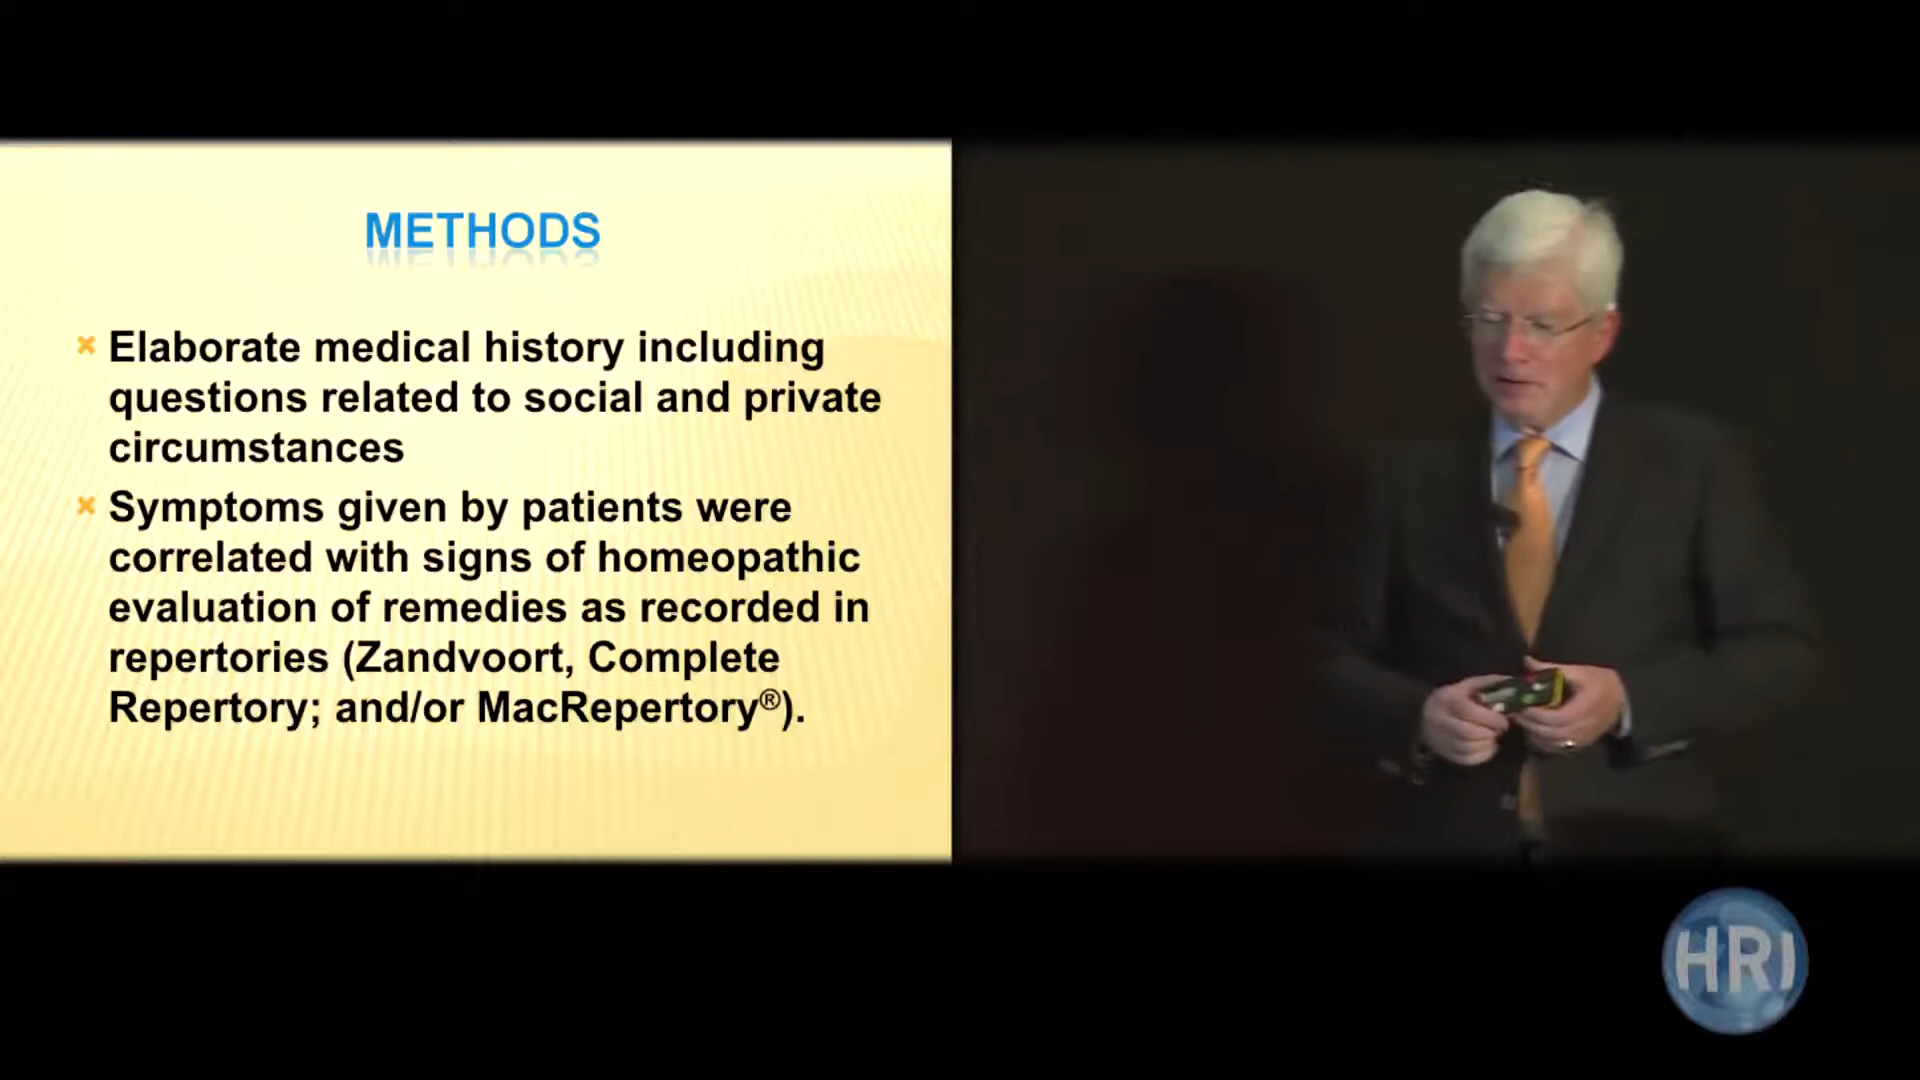 METHODS
Elaborate medical history including
questions related to social and private
circumstances
Symptoms given by patients were
correlated with signs of homeopathic
evaluation of remedies as recorded in
repertories (Zandvoort, Complete
Repertory; and/or MacRepertory®).
HRI